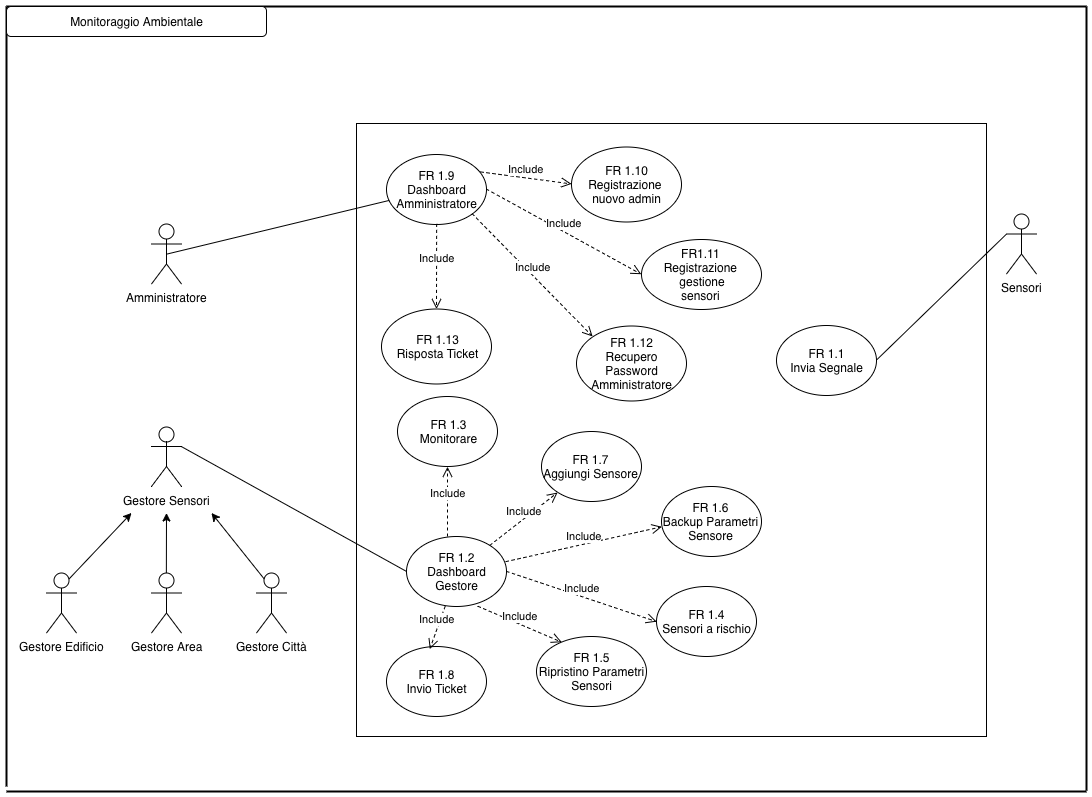 Monitoraggio Ambientale
FR 1.9
Dashboard
Amministratore
Include
FR 1.10
Registrazione
nuovo admin
Include
FR1.11
Registrazione
gestione
sensori
Include
Include
FR 1.13
Risposta Ticket
FR 1.12
Recupero
Password
Amministratore
FR 1.1
Invia Segnale
Amministratore
Sensori
FR 1.3
Monitorare
FR 1.7
Aggiungi Sensore
Include
Include
FR 1.6
Backup Parametri
Sensore
Include
Gestore Sensori
FR 1.2
Dashboard
Gestore
Include
FR 1.4
Sensori a rischio
Include
Include
FR 1.8
Invio Ticket
FR 1.5
Ripristino Parametri
Sensori
Gestore Edificio
Gestore Area
Gestore Città